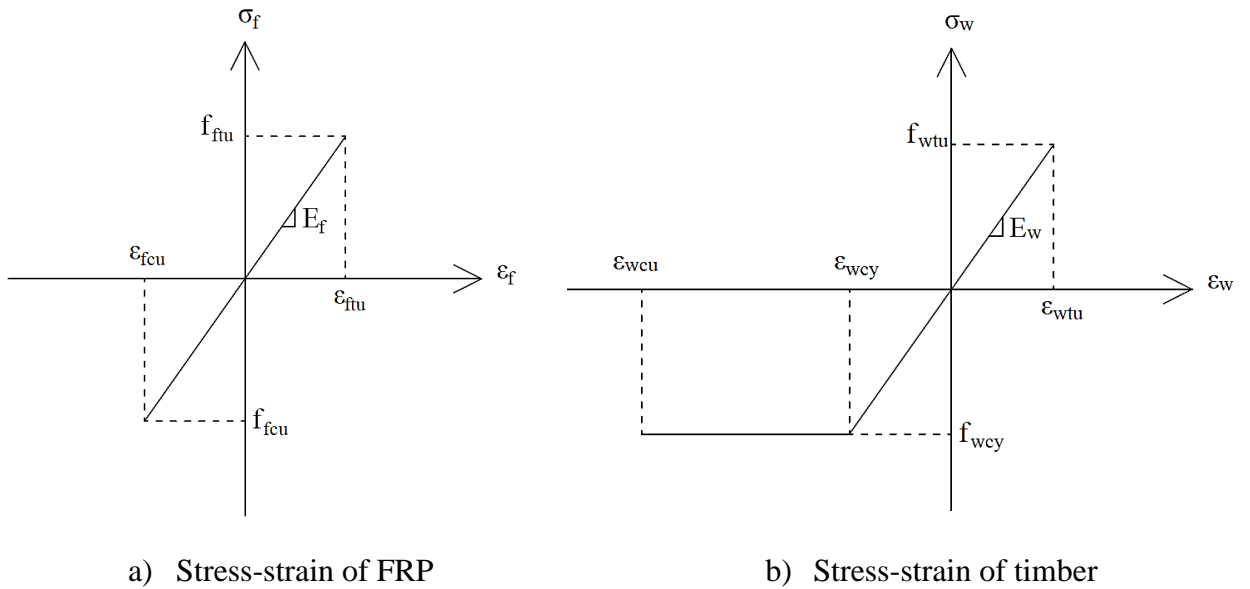 σf
fftu
Ef
εfcu
εf
εftu
ffcu
σw
fwtu
Ew
εwcu
εwcy
εw
εwtu
fwcy
a) Stress-strain of FRP
b) Stress-strain of timber